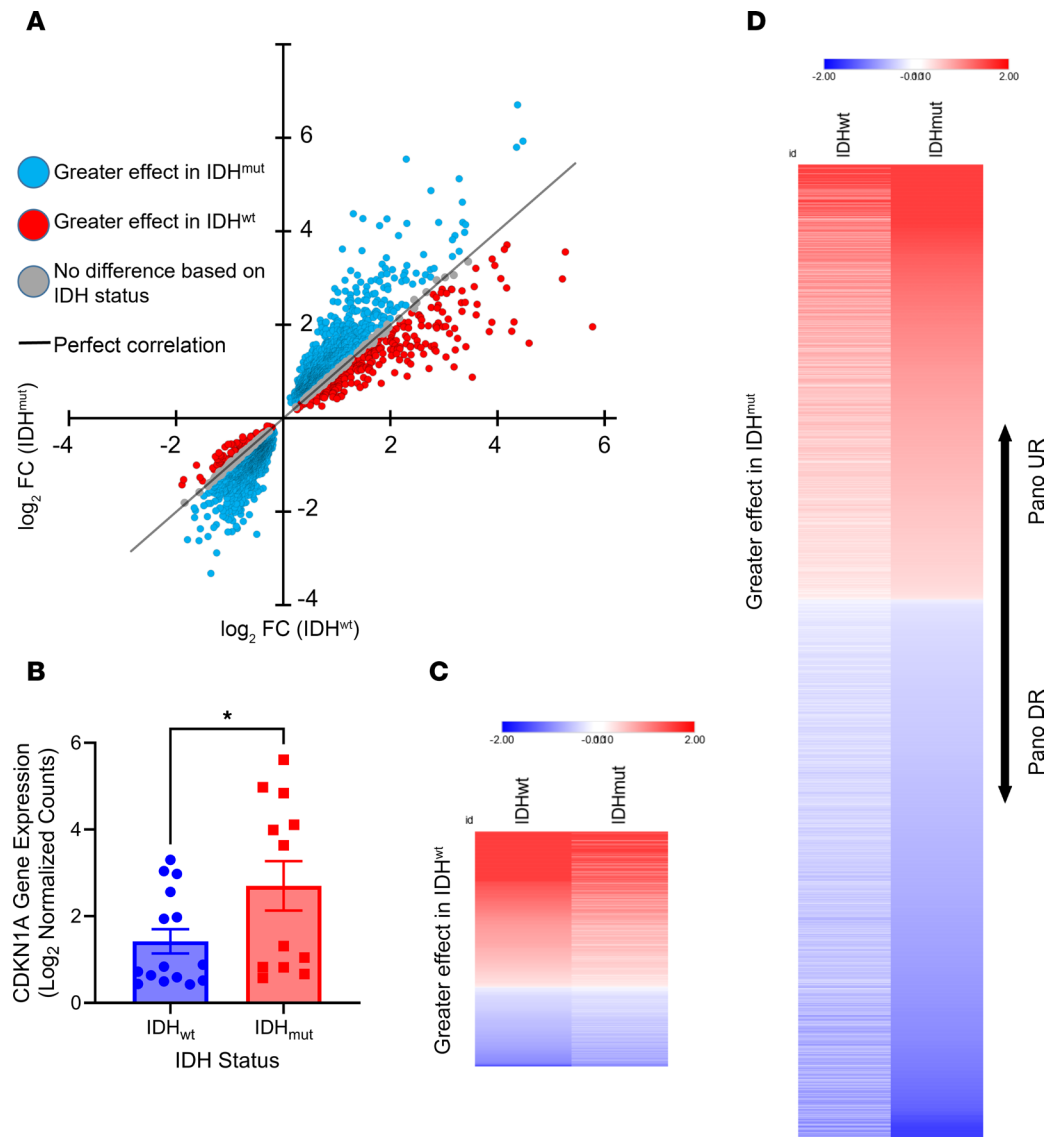 A
6
4
2
-4
-2
2
4
6
-2
-4
Greater effect in IDHmut
Greater effect in IDHwt
No difference based on
IDH status
Perfect correlation
log2 FC (IDHmut)
log2 FC (IDHwt)
B
*
6
4
2
0
CDKN1A Gene Expression
(Log2 Normalized Counts)
IDHwt
IDHmut
IDH Status
C
-2.00
2.00
id
IDHwt
IDHmut
Greater effect in IDHwt
D
-2.00
2.00
id
IDHwt
IDHmut
Greater effect in IDHmut
Pano UR
Pano DR